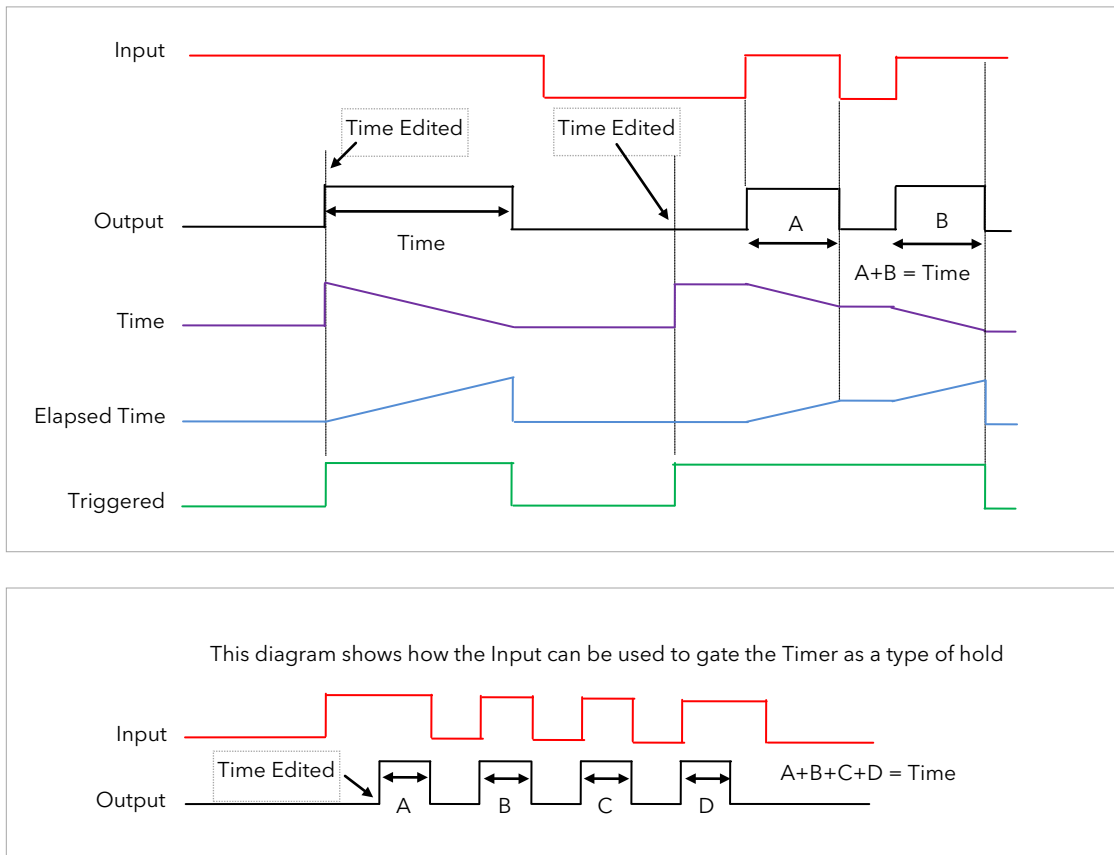 Input
Time Edited
Time Edited
Output
Time
A
B
A+B = Time
Time
Elapsed Time
Triggered
This diagram shows how the Input can be used to gate the Timer as a type of hold
Input
Time Edited
A+B+C+D = Time
Output
A
B
C
D